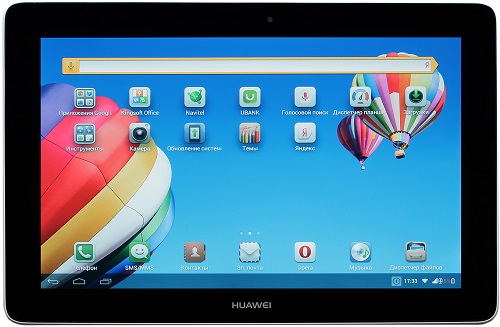 Я
Приложения Googl
Kingsoft Office
Navitel
UBANK
Голосовой поиск
Диспетчер планш
Загрузки
Я
Инструменты
Камера
Обновление систем
Темы
Яндекс
Телефон
SMS/MMS
Контакты
Эл.почта
Opera
Музыка
Диспетчер файлов
17:33
HUAWEI